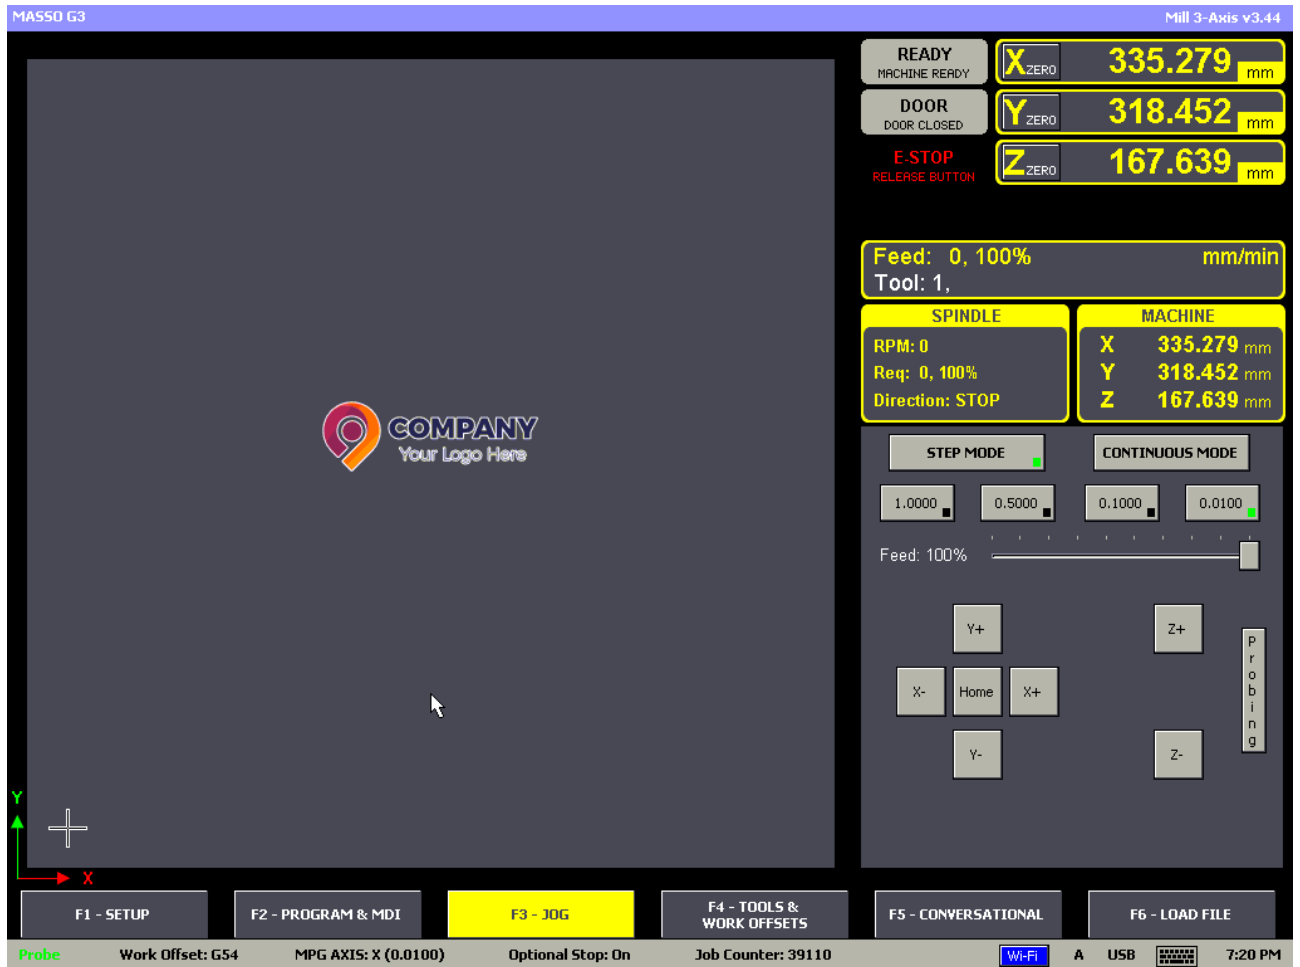 MASSO G3
Mill 3-Axis v3.44
READY
MACHINE READY
X ZERO 335.279 mm
DOOR
DOOR CLOSED
Y ZERO 318.452 mm
E-STOP
RELEASE BUTTON
Z ZERO 167.639 mm
Feed: 0, 100% mm/min
Tool: 1,
SPINDLE
RPM: 0
Req: 0, 100%
Direction: STOP
MACHINE
X 335.279 mm
Y 318.452 mm
Z 167.639 mm
COMPANY
Your Logo Here
STEP MODE CONTINUOUS MODE
1.0000 0.5000 0.1000 0.0100
Feed: 100%
Y+ Z+
X- Home X+
Y- Z-
Probing
Y
X
F1 - SETUP
F2 - PROGRAM & MDI
F3 - JOG
F4 - TOOLS &
WORK OFFSETS
F5 - CONVERSATIONAL
F6 - LOAD FILE
Probe Work Offset: G54 MPG AXIS: X (0.0100) Optional Stop: On Job Counter: 39110 Wi-Fi A USB 7:20 PM